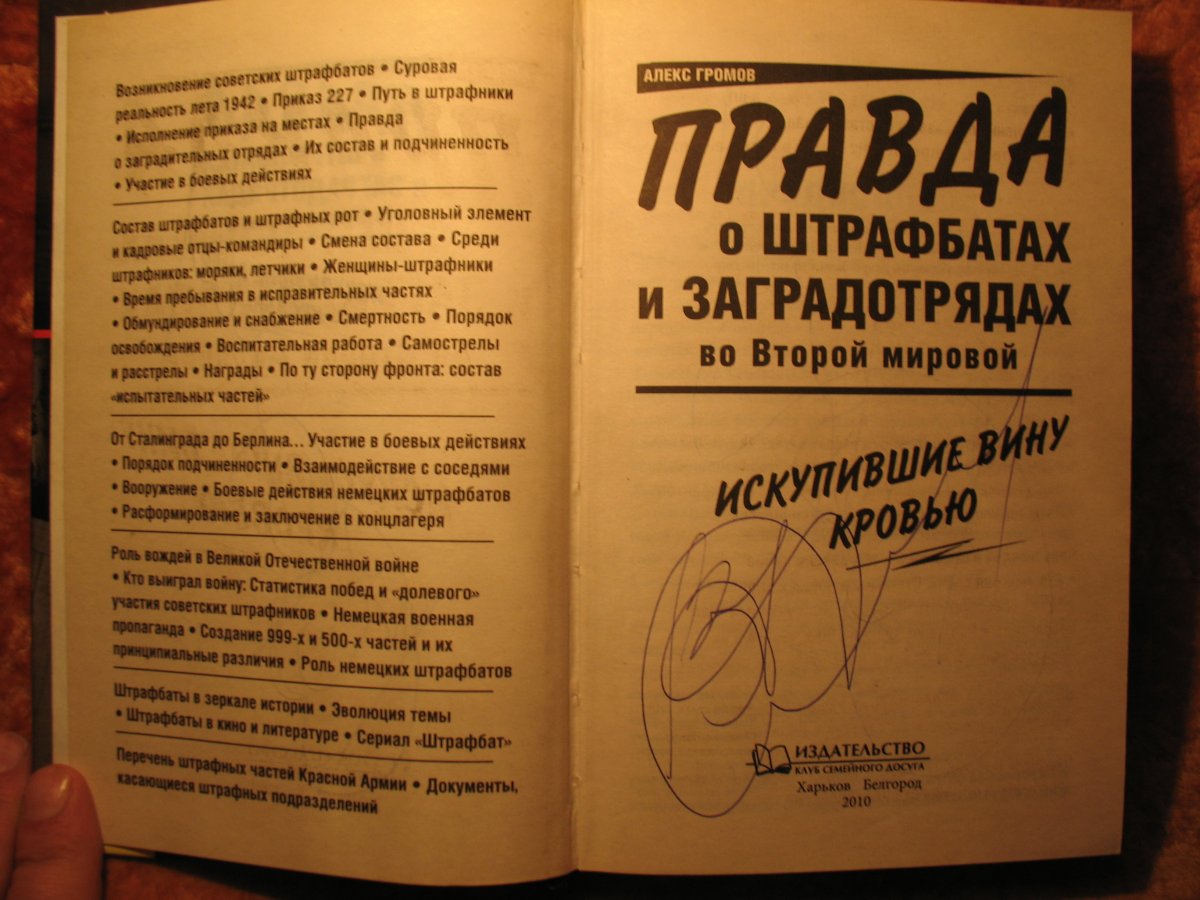 Возникновение советских штрафбатов • Суровая
реальность лета 1942 • Приказ 227 • Путь в штрафники
• Исполнение приказа на местах • Правда
о заградительных отрядах • Их состав и подчиненность
• Участие в боевых действиях
Состав штрафбатов и штрафных рот • Уголовный элемент
и кадровые отцы-командиры • Смена состава • Среди
штрафников: моряки, летчики • Женщины-штрафники
• Время пребывания в исправительных частях
• Обмундирование и снабжение • Смертность • Порядок
освобождения • Воспитательная работа • Самострелы
и расстрелы • Награды • По ту сторону фронта: состав
«испытательных частей»
От Сталинграда до Берлина... Участие в боевых действиях
• Порядок подчиненности • Взаимодействие с соседями
• Вооружение • Боевые действия немецких штрафбатов
• Расформирование и заключение в концлагеря
Роль вождей в Великой Отечественной войне
• Кто выиграл войну: Статистика побед и «долевого»
участия советских штрафников • Немецкая военная
пропаганда • Создание 999-х и 500-х частей и их
принципиальные различия • Роль немецких штрафбатов
Штрафбаты в зеркале истории • Эволюция темы
• Штрафбаты в кино и литературе • Сериал «Штрафбат»
Перечень штрафных частей Красной Армии • Документы,
касающиеся штрафных подразделений
АЛЕКС ГРОМОВ
ПРАВДА
о ШТРАФБАТАХ
и ЗАГРАДОТРЯДАХ
во Второй мировой
ИСКУПИВШИЕ ВИНУ
КРОВЬЮ
ИЗДАТЕЛЬСТВО
КЛУБ СЕМЕЙНОГО ДОСУГА
Харьков Белгород
2010